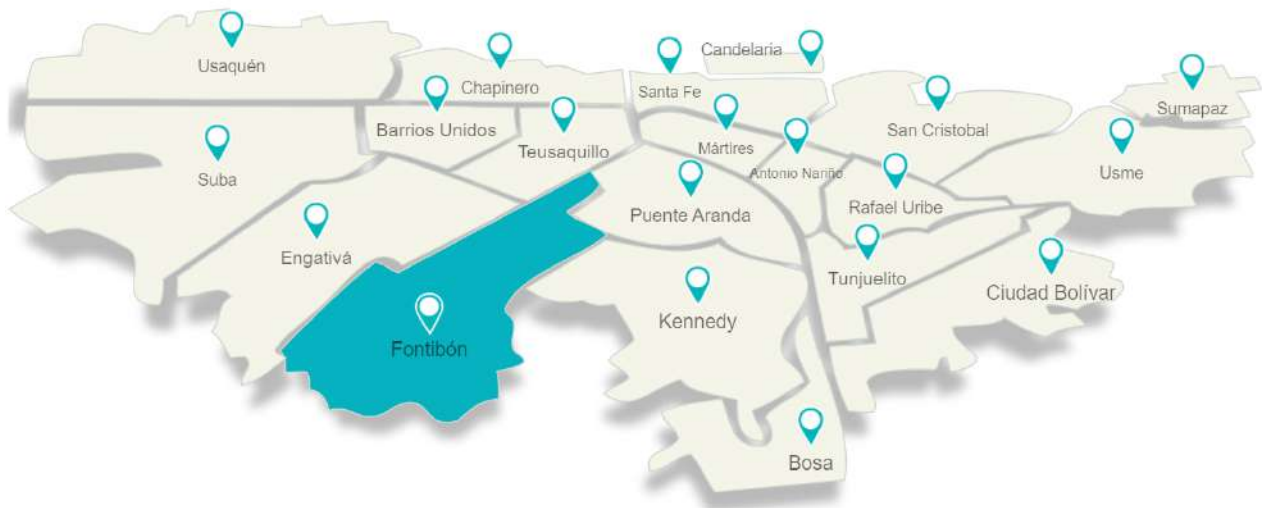 Usaquén
Chapinero
Santa Fe
Candelaria
Sumapaz
Suba
Barrios Unidos
Teusaquillo
Mártires
Antonio Nariño
San Cristobal
Usme
Engativá
Puente Aranda
Rafael Uribe
Fontibón
Kennedy
Tunjuelito
Ciudad Bolívar
Bosa